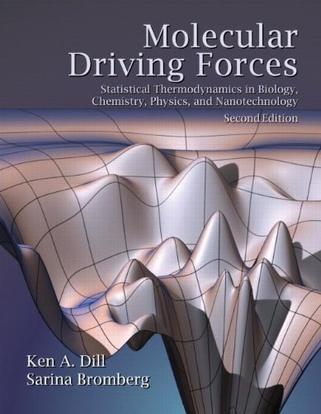 Molecular
Driving Forces
Statistical Thermodynamics in Biology,
Chemistry, Physics, and Nanotechnology
Second Edition
Ken A. Dill
Sarina Bromberg